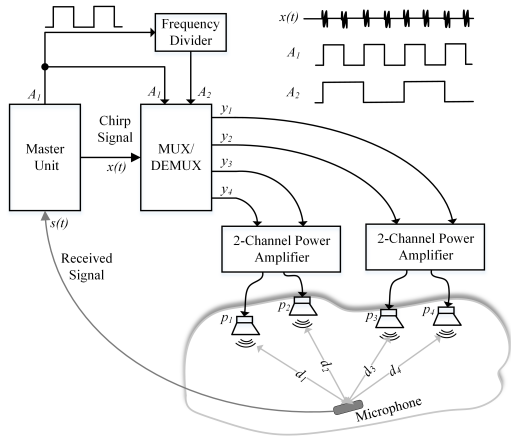 Frequency
Divider
x(t)
A₁
A₂
A₁
A₁
A₂
Master
Unit
Chirp
Signal
x(t)
MUX/
DEMUX
y₁
y₂
y₃
y₄
s(t)
Received
Signal
2-Channel Power
Amplifier
2-Channel Power
Amplifier
p₁
p₂
p₃
p₄
d₁
d₂
d₃
d₄
Microphone